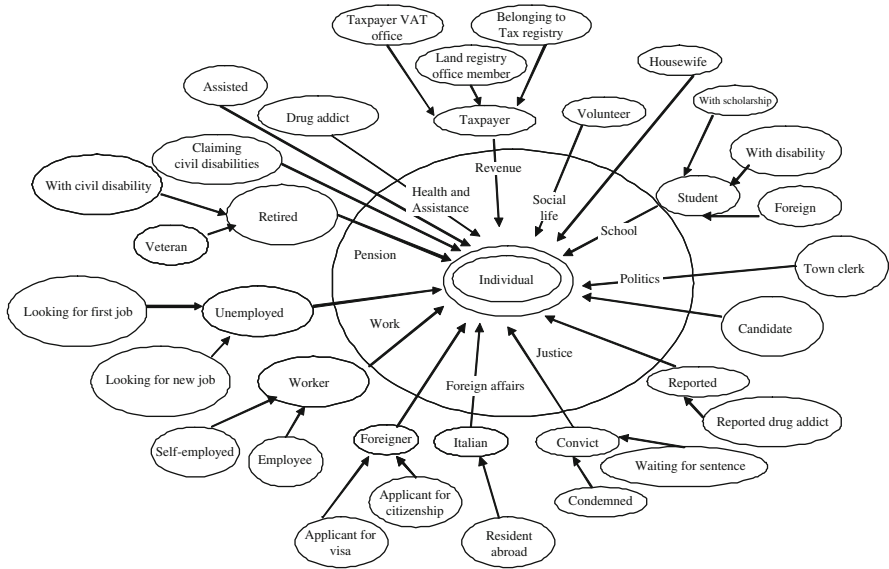 Taxpayer VAT
office
Belonging to
Tax registry
Land registry
office member
Housewife
Assisted
With scholarship
Drug addict
Taxpayer
Volunteer
Claiming
civil disabilities
With disability
Revenue
With civil disability
Health and
Assistance
Social
life
Student
Foreign
Retired
School
Veteran
Pension
Individual
Politics
Town clerk
Looking for first job
Unemployed
Work
Candidate
Justice
Looking for new job
Worker
Foreign affairs
Reported
Reported drug addict
Self-employed
Employee
Foreigner
Italian
Convict
Waiting for sentence
Applicant for
citizenship
Condemned
Applicant for
visa
Resident
abroad